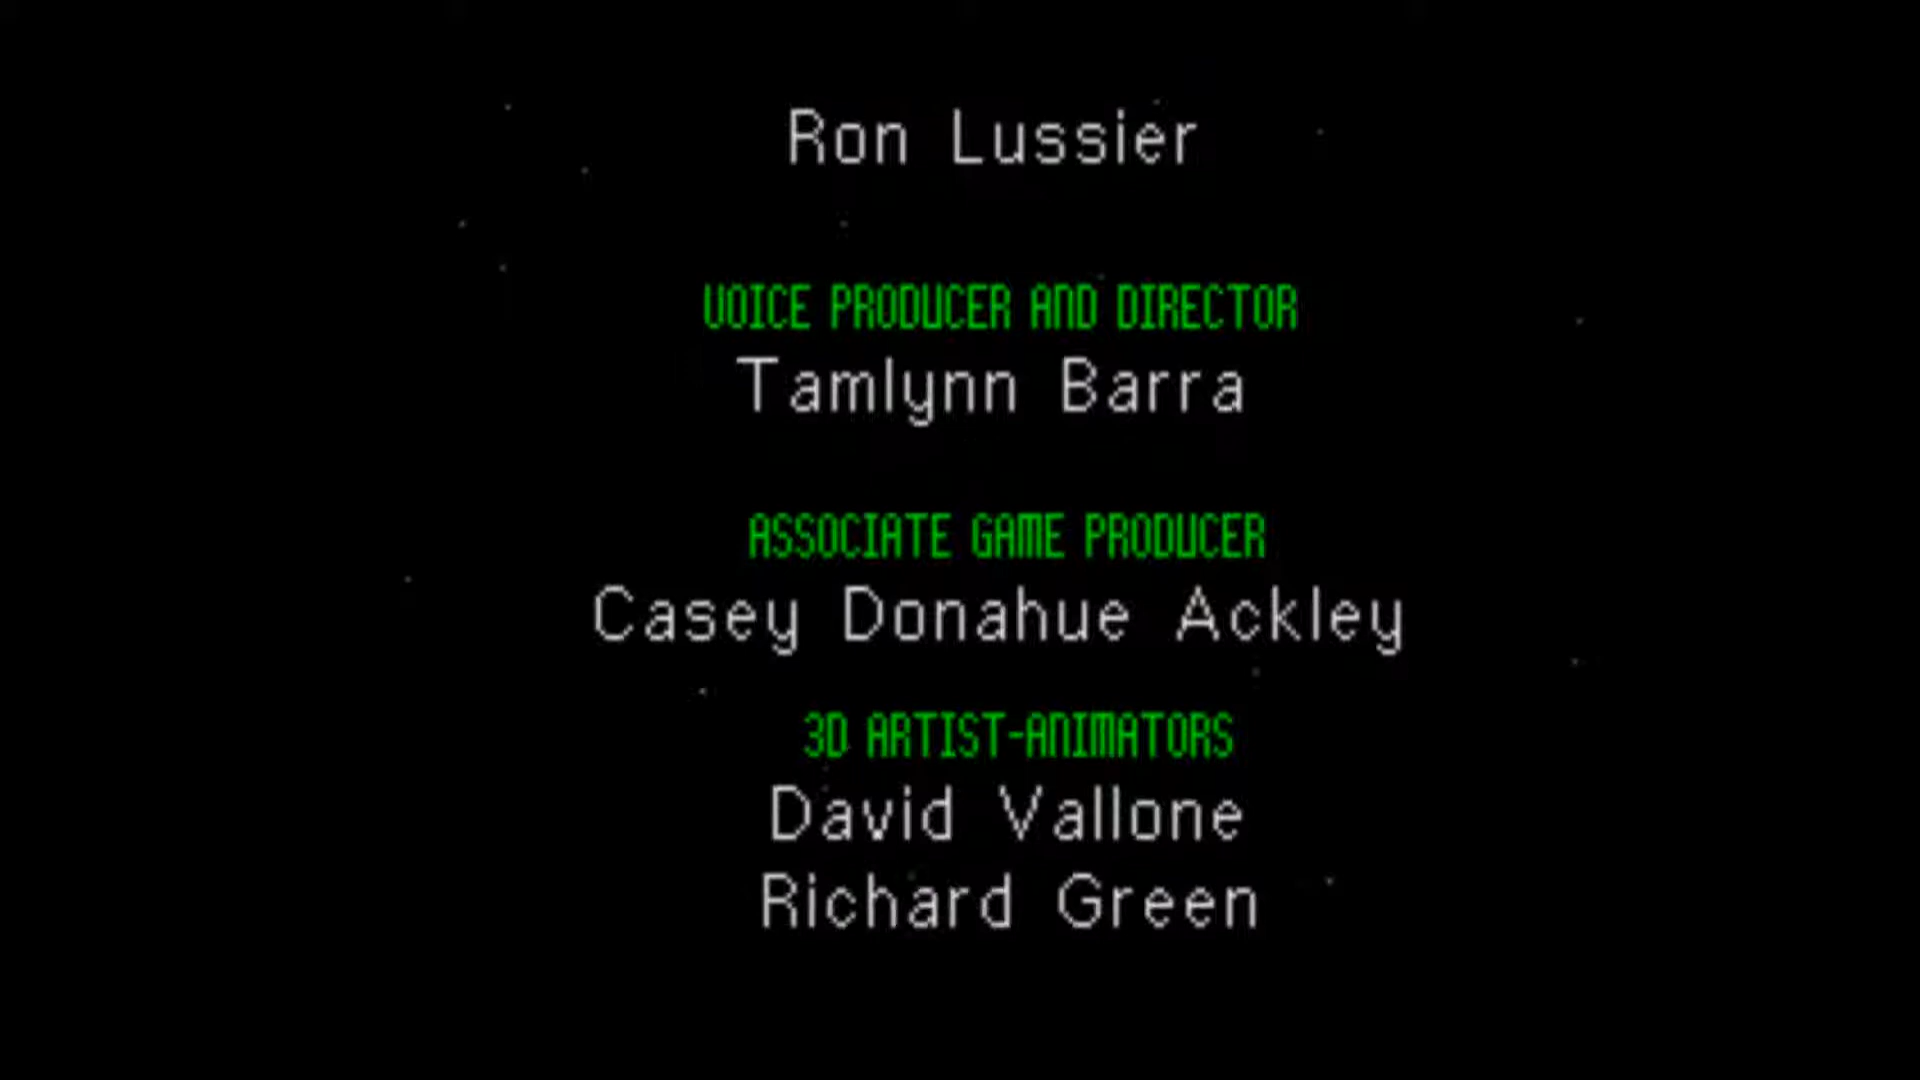 Ron Lussier
VOICE PRODUCER AND DIRECTOR
Tamlynn Barra
ASSOCIATE GAME PRODUCER
Casey Donahue Ackley
3D ARTIST-ANIMATORS
David Vallone
Richard Green